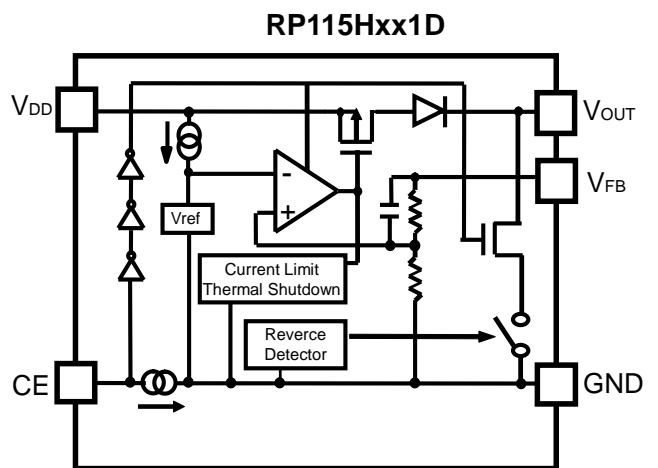 RP115Hxx1D
VDD
VOUT
VFB
-
+
Vref
Current Limit
Thermal Shutdown
Reverce
Detector
CE
GND